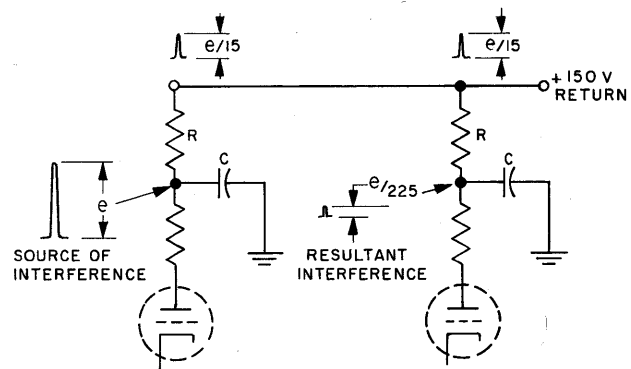 e/15
e/15
+150 V
RETURN
R
R
C
C
e
e/225
SOURCE OF
INTERFERENCE
RESULTANT
INTERFERENCE